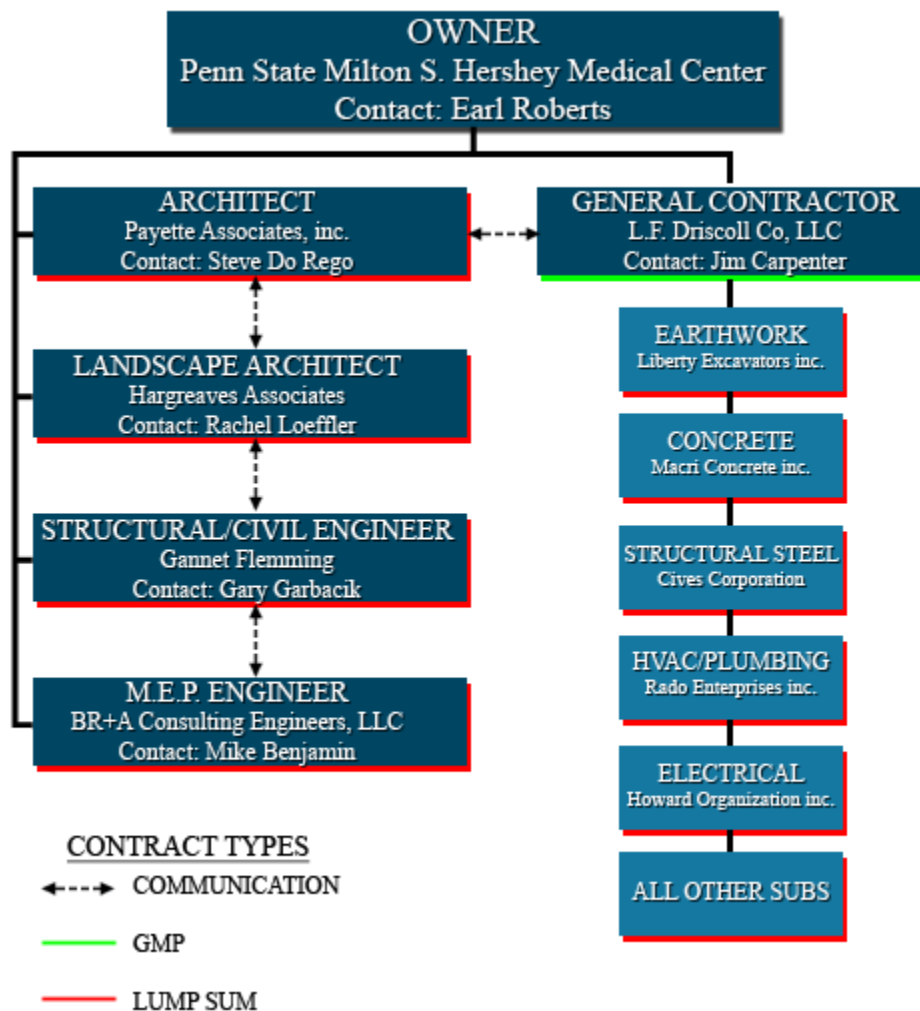 OWNER
Penn State Milton S. Hershey Medical Center
Contact: Earl Roberts
ARCHITECT
Payette Associates, inc.
Contact: Steve Do Rego
GENERAL CONTRACTOR
L.F. Driscoll Co, LLC
Contact: Jim Carpenter
LANDSCAPE ARCHITECT
Hargreaves Associates
Contact: Rachel Loeffler
STRUCTURAL/CIVIL ENGINEER
Gannet Flemming
Contact: Gary Garbacik
M.E.P. ENGINEER
BR+A Consulting Engineers, LLC
Contact: Mike Benjamin
EARTHWORK
Liberty Excavators inc.
CONCRETE
Macri Concrete inc.
STRUCTURAL STEEL
Cives Corporation
HVAC/PLUMBING
Rado Enterprises inc.
ELECTRICAL
Howard Organization inc.
ALL OTHER SUBS
CONTRACT TYPES
COMMUNICATION
GMP
LUMP SUM